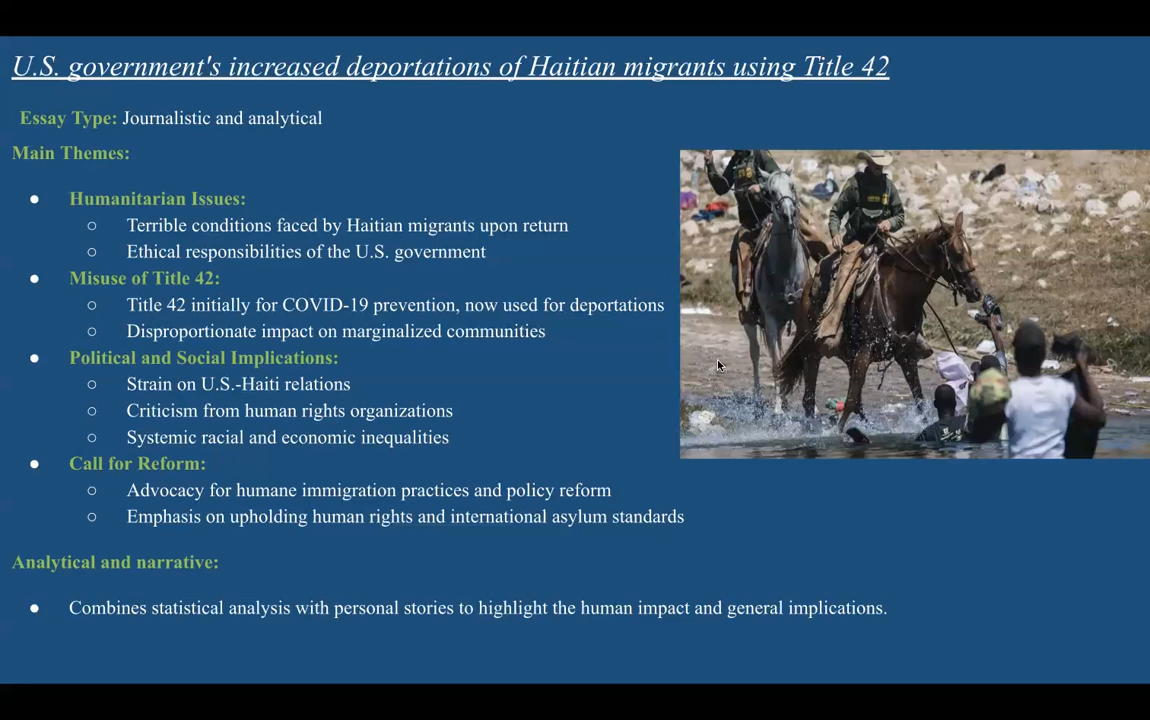 U.S. government's increased deportations of Haitian migrants using Title 42
Essay Type: Journalistic and analytical
Main Themes:
● Humanitarian Issues:
○ Terrible conditions faced by Haitian migrants upon return
○ Ethical responsibilities of the U.S. government
● Misuse of Title 42:
○ Title 42 initially for COVID-19 prevention, now used for deportations
○ Disproportionate impact on marginalized communities
● Political and Social Implications:
○ Strain on U.S.-Haiti relations
○ Criticism from human rights organizations
○ Systemic racial and economic inequalities
● Call for Reform:
○ Advocacy for humane immigration practices and policy reform
○ Emphasis on upholding human rights and international asylum standards
Analytical and narrative:
● Combines statistical analysis with personal stories to highlight the human impact and general implications.